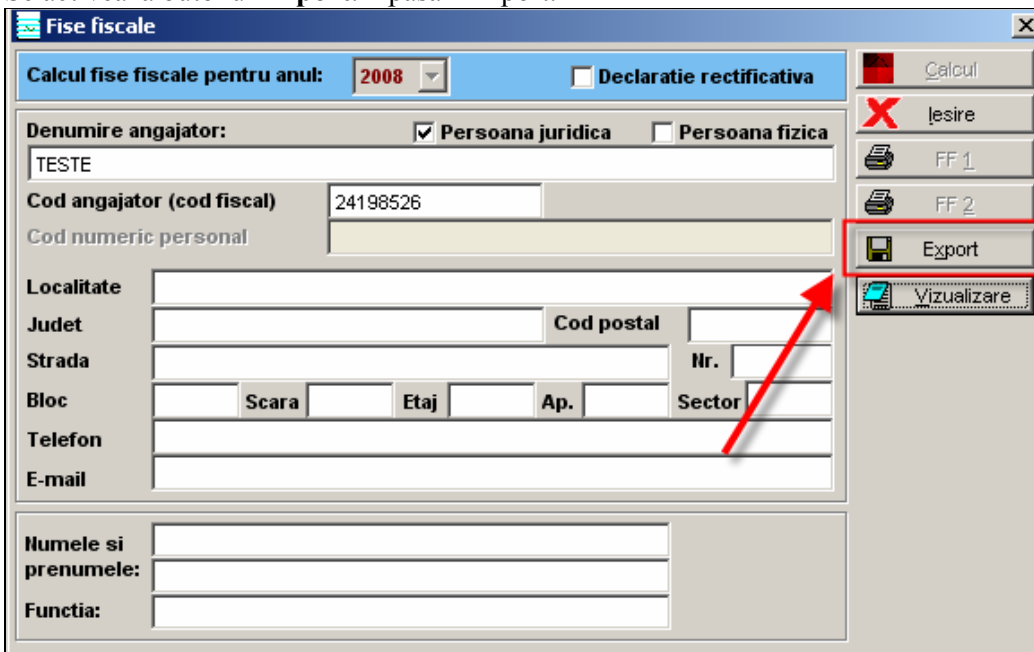 Fise fiscale
Calcul fise fiscale pentru anul: 2008 Declaratie rectificativa
Calcul
Iesire
FF 1
FF 2
Export
Vizualizare
Denumire angajator: Persoana juridica Persoana fizica
TESTE
Cod angajator (cod fiscal) 24198526
Cod numeric personal
Localitate
Judet Cod postal
Strada Nr.
Bloc Scara Etaj Ap. Sector
Telefon
E-mail
Numele si
prenumele:
Functia: